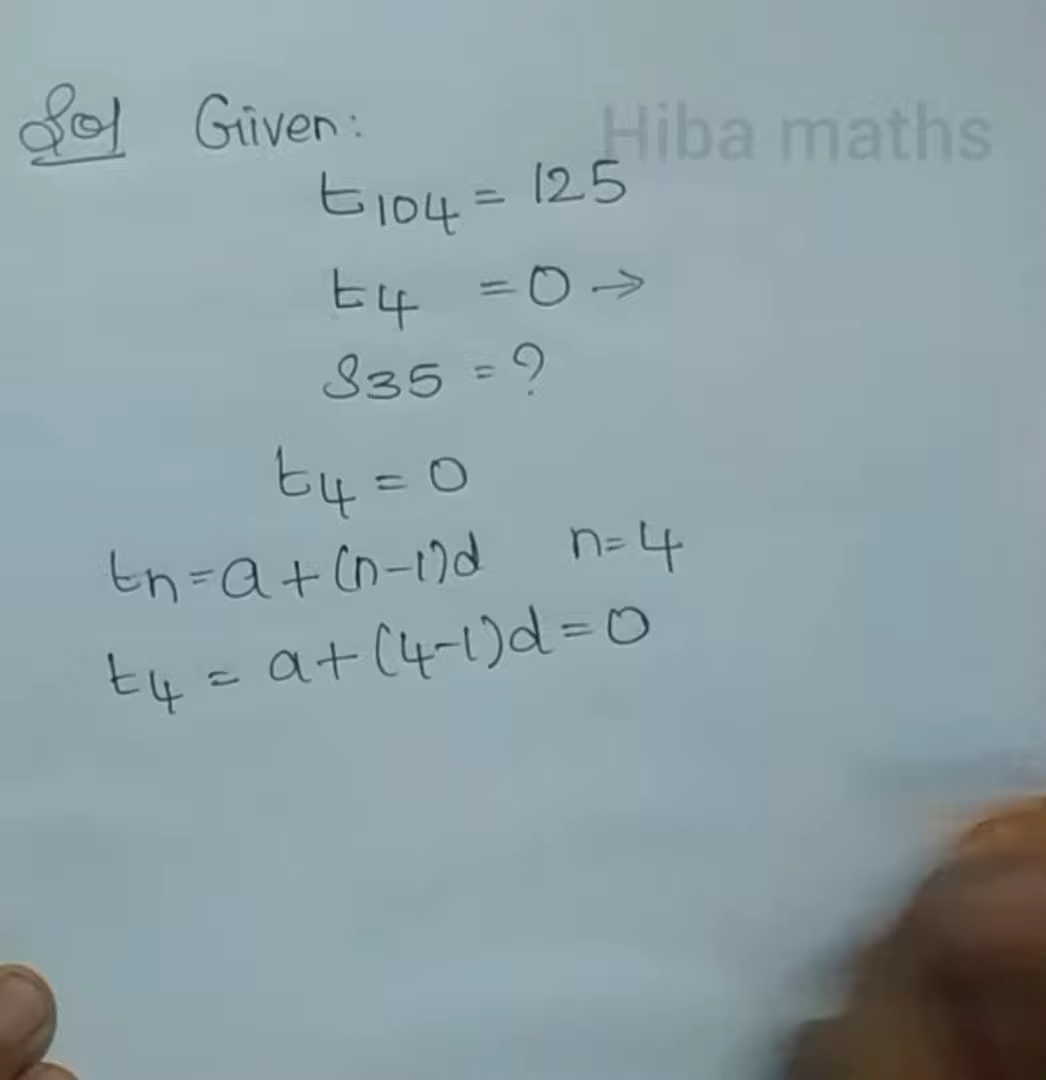 Sol Given:
Hiba maths
t104 = 125
t4 = 0 →
S35 = ?
t4 = 0
tn = a + (n-1)d n=4
t4 = a + (4-1)d = 0